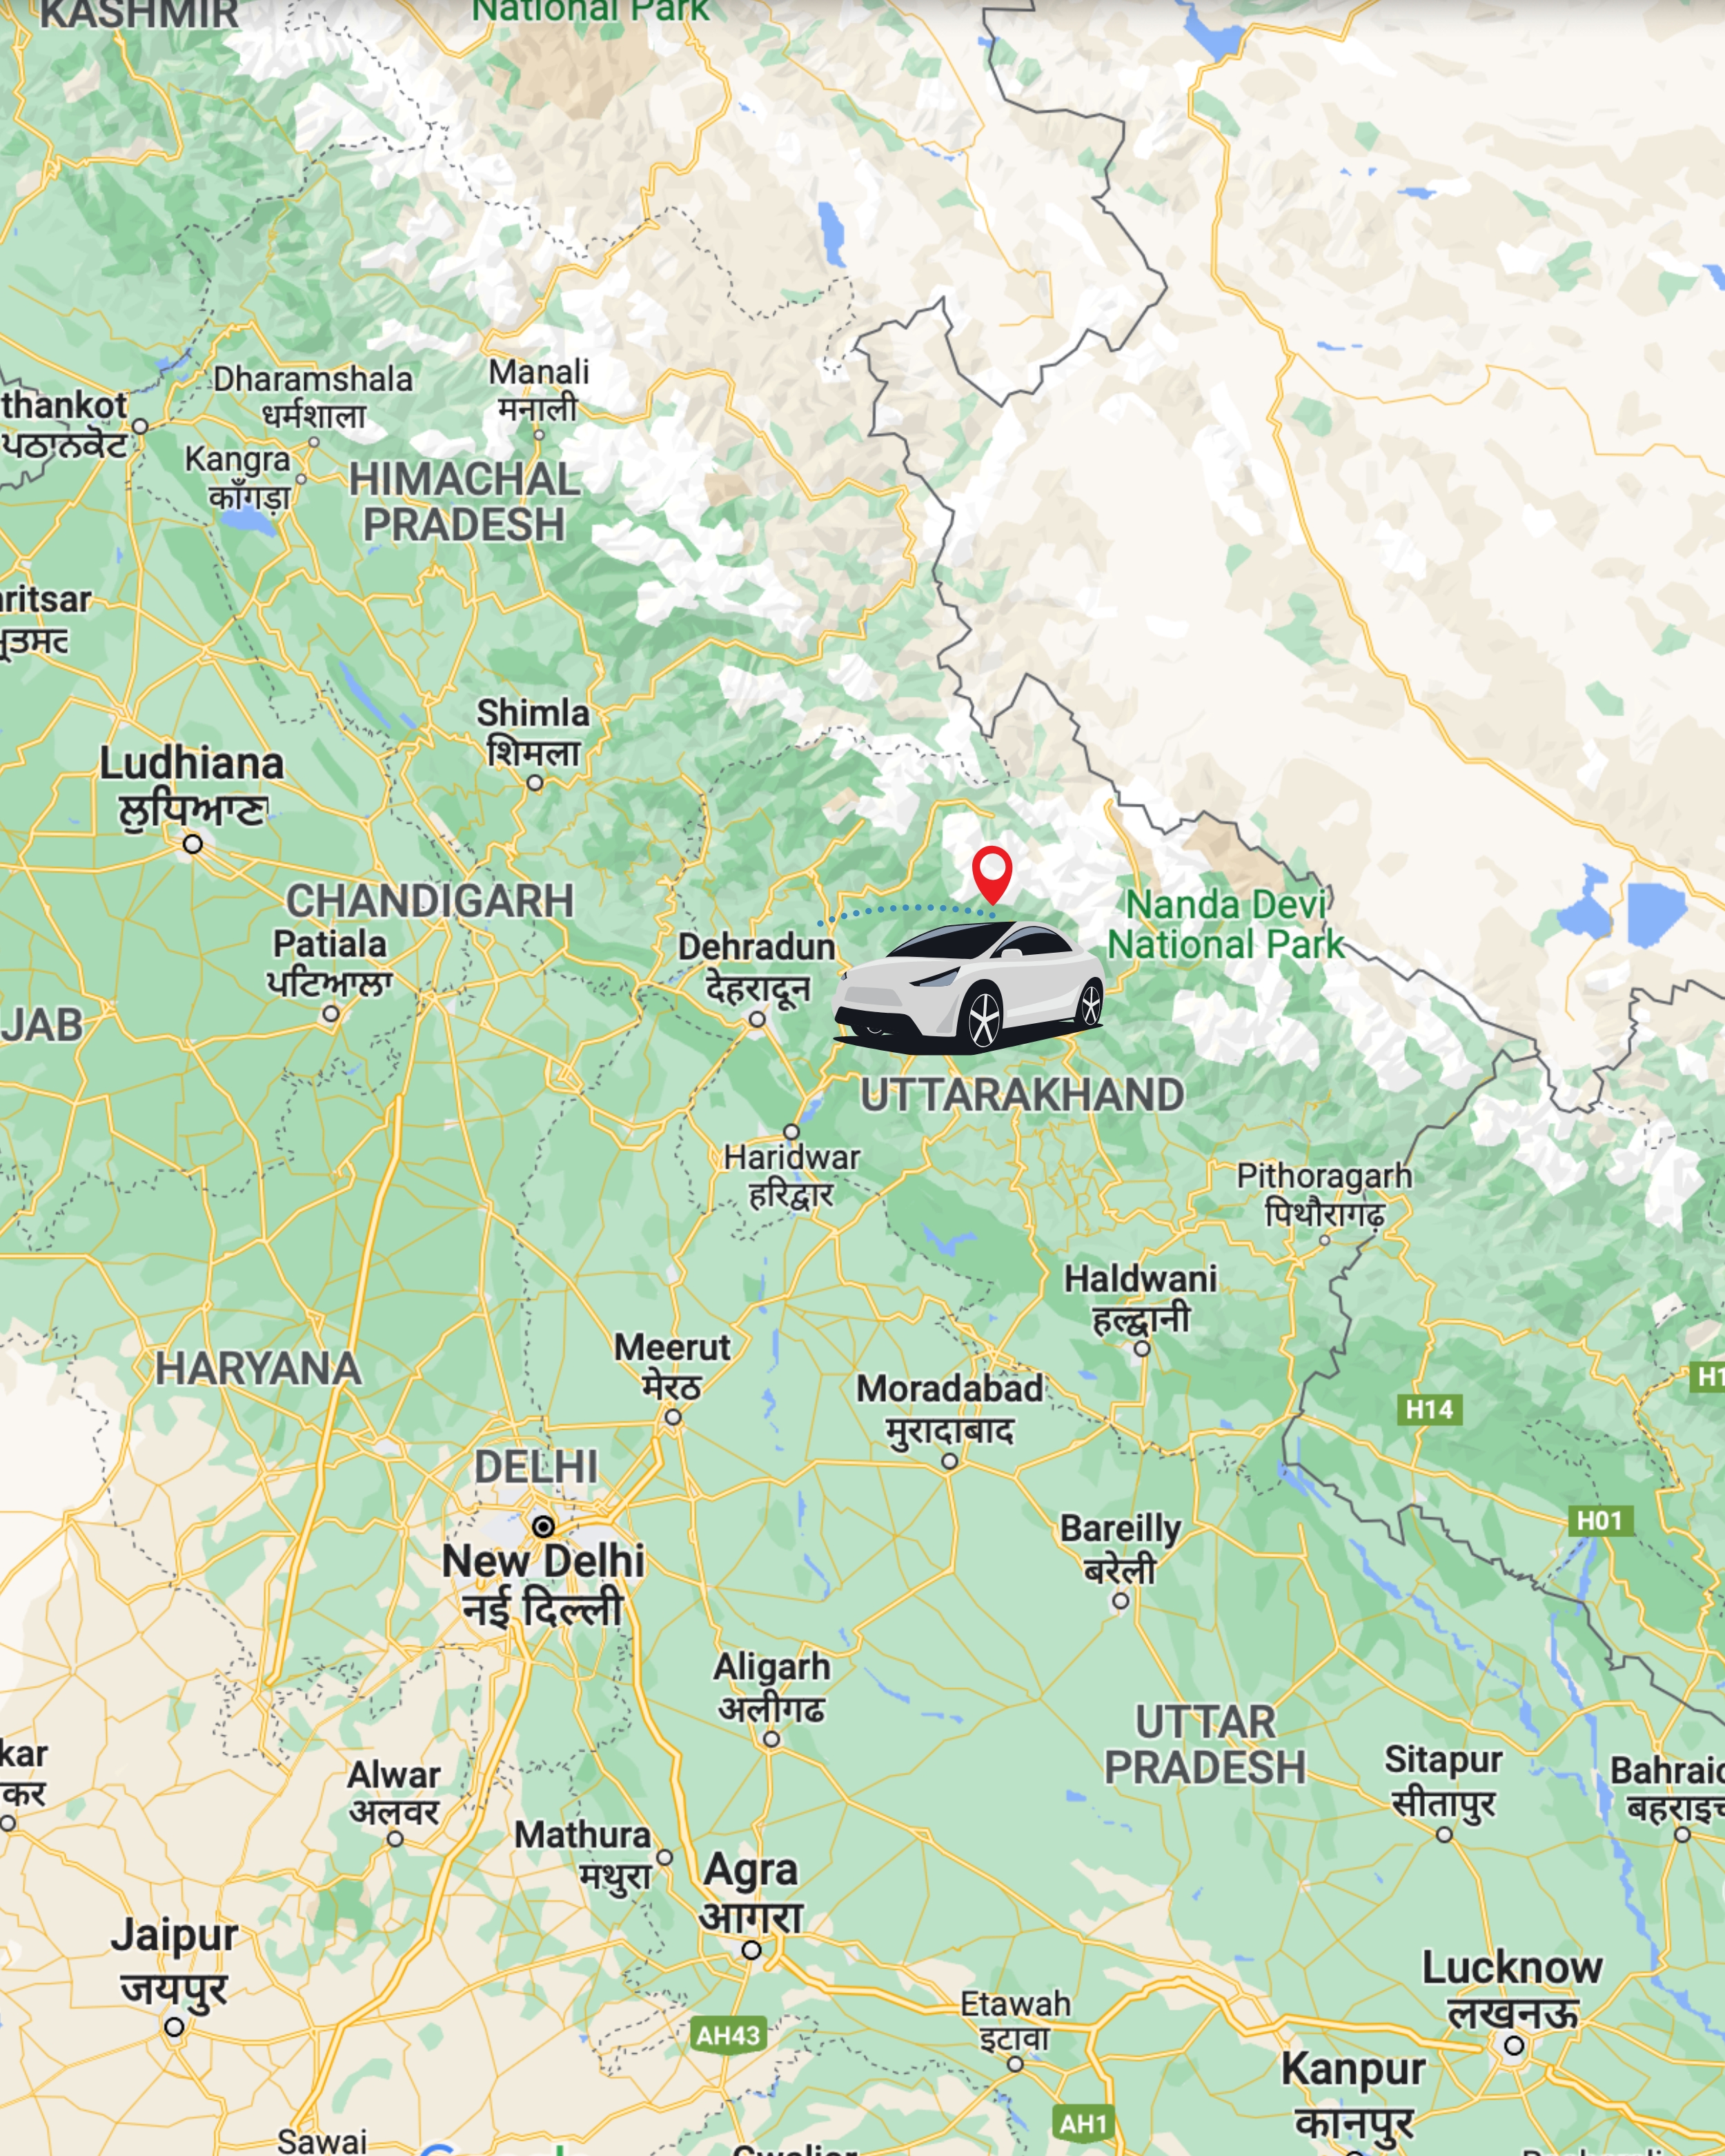 KASHMIR
National Park
Dharamshala
धर्मशाला
Manali
मनाली
thankot
ਪਠਾਨਕੋਟ
Kangra
काँगड़ा
HIMACHAL
PRADESH
ritsar
Shimla
शिमला
Ludhiana
ਲੁਧਿਆਣਾ
CHANDIGARH
Patiala
ਪਟਿਆਲਾ
Dehradun
देहरादून
Nanda Devi
National Park
JAB
UTTARAKHAND
Haridwar
हरिद्वार
Pithoragarh
पिथौरागढ़
Haldwani
हल्द्वानी
HARYANA
Meerut
मेरठ
Moradabad
मुरादाबाद
H14
H1
DELHI
New Delhi
नई दिल्ली
H01
Bareilly
बरेली
Aligarh
अलीगढ
UTTAR
PRADESH
Sitapur
सीतापुर
Bahraic
बहराइच
kar
कर
Alwar
अलवर
Mathura
मथुरा
Agra
आगरा
Jaipur
जयपुर
Lucknow
लखनऊ
Etawah
इटावा
AH43
Kanpur
कानपुर
AH1
Sawai